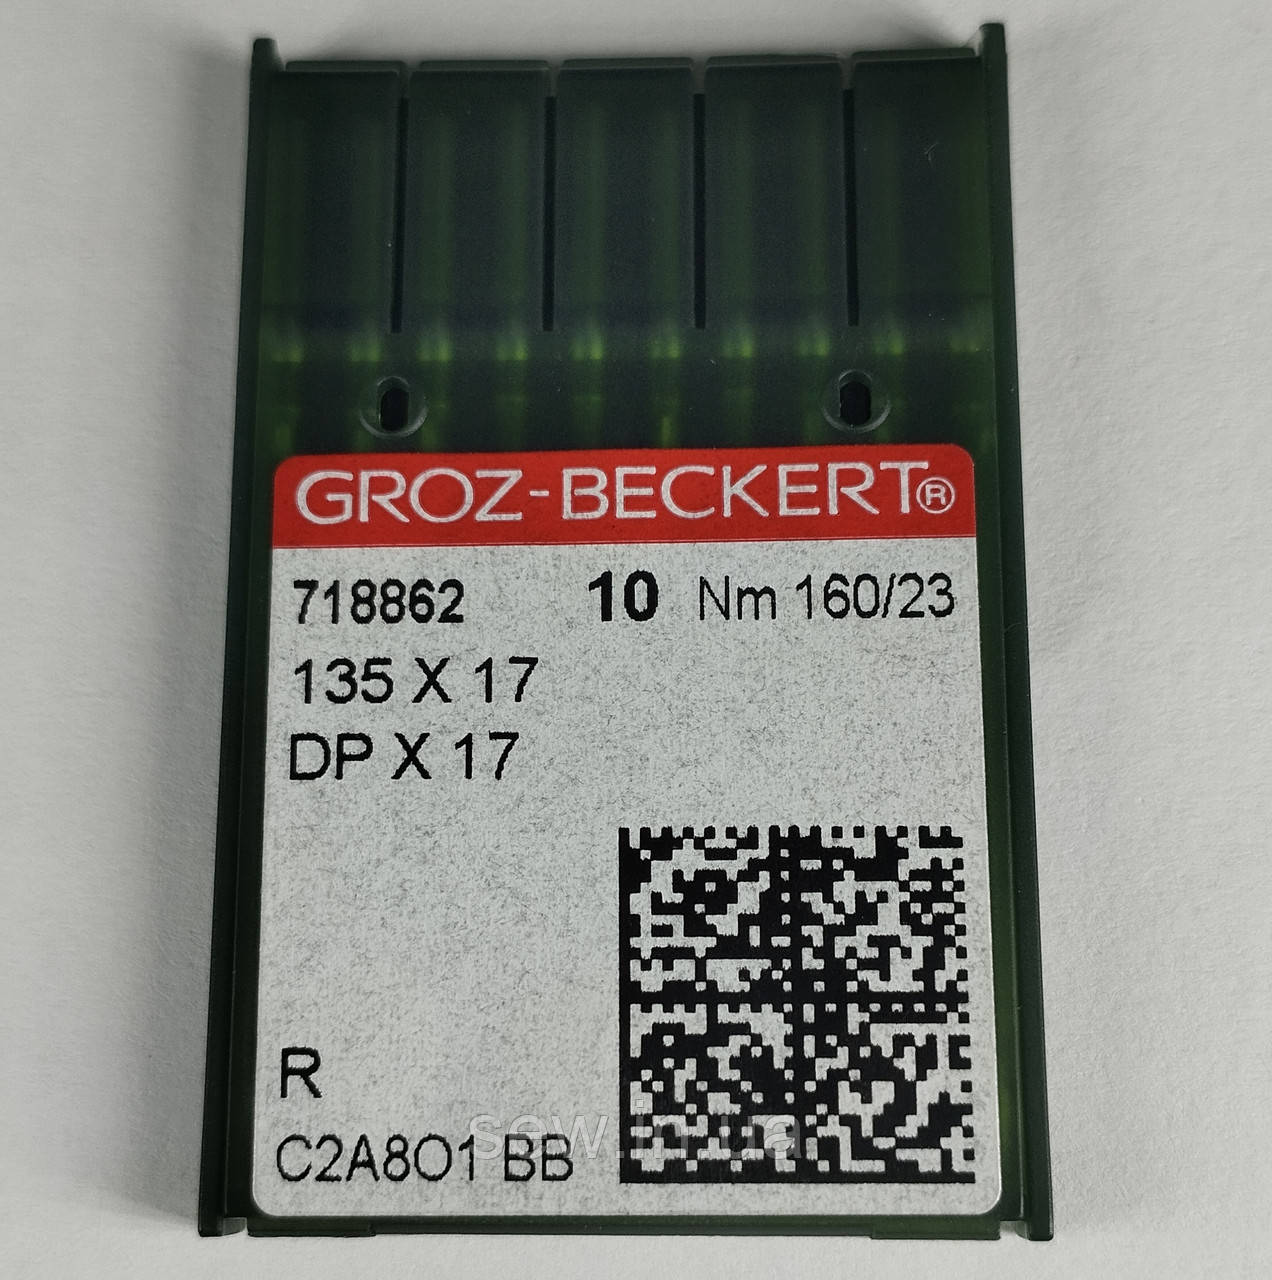 GROZ-BECKERT®
718862 10 Nm 160/23
135 X 17
DP X 17
R
sew.in.ua
C2A8O1 BB